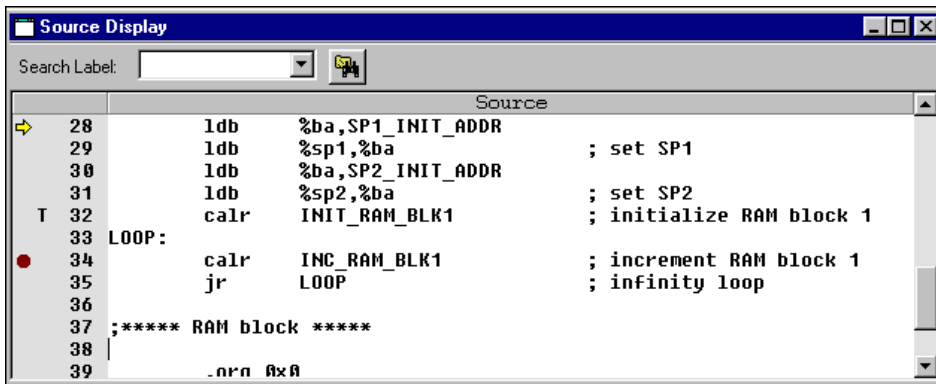 Source Display
Search Label:
Source
28 ldb %ba,SP1_INIT_ADDR
29 ldb %sp1,%ba ; set SP1
30 ldb %ba,SP2_INIT_ADDR
31 ldb %sp2,%ba ; set SP2
T 32 calr INIT_RAM_BLK1 ; initialize RAM block 1
33 LOOP:
34 calr INC_RAM_BLK1 ; increment RAM block 1
35 jr LOOP ; infinity loop
36
37 ;***** RAM block *****
38
39 .org 0x0